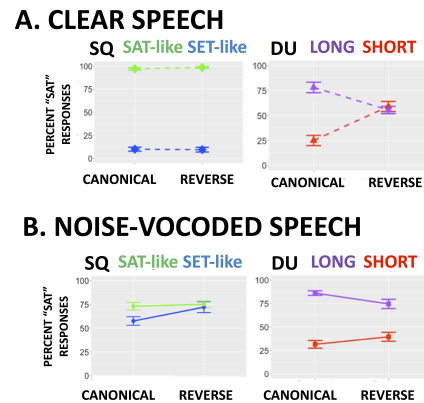 A. CLEAR SPEECH
SQ SAT-like SET-like
DU LONG SHORT
PERCENT “SAT”
RESPONSES
100
75
50
25
0
100
75
50
25
0
CANONICAL REVERSE
CANONICAL REVERSE
B. NOISE-VOCODED SPEECH
SQ SAT-like SET-like
DU LONG SHORT
PERCENT “SAT”
RESPONSES
100
75
50
25
0
100
75
50
25
0
CANONICAL REVERSE
CANONICAL REVERSE